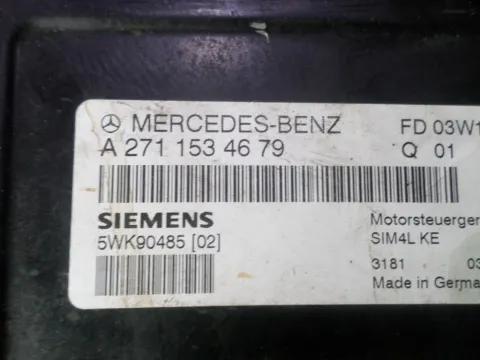 MERCEDES-BENZ FD 03W1
A 271 153 46 79 Q 01
SIEMENS Motorsteuerger
5WK90485 [02] SIM4L KE
3181 03
Made in Germa